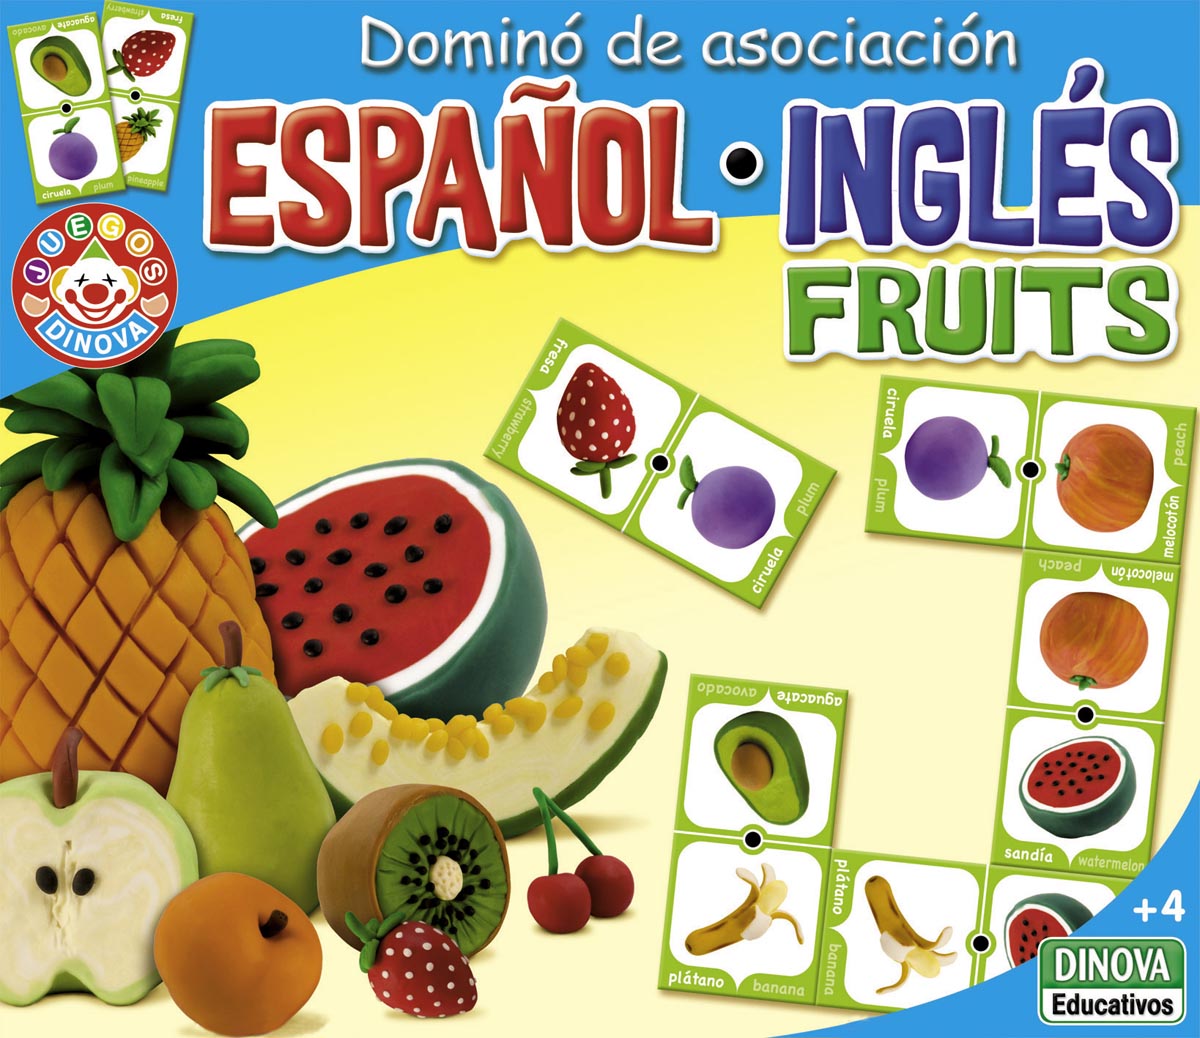 Dominó de asociación
ESPAÑOL · INGLÉS
FRUITS
aguacate
avocado
ciruela
plum
fresa
strawberry
pineapple
JUEGOS
DINOVA
fresa
strawberry
ciruela
plum
ciruela
plum
peach
melocotón
melocotón
peach
sandía
watermelon
aguacate
avocado
plátano
banana
plátano
banana
+4
DINOVA
Educativos